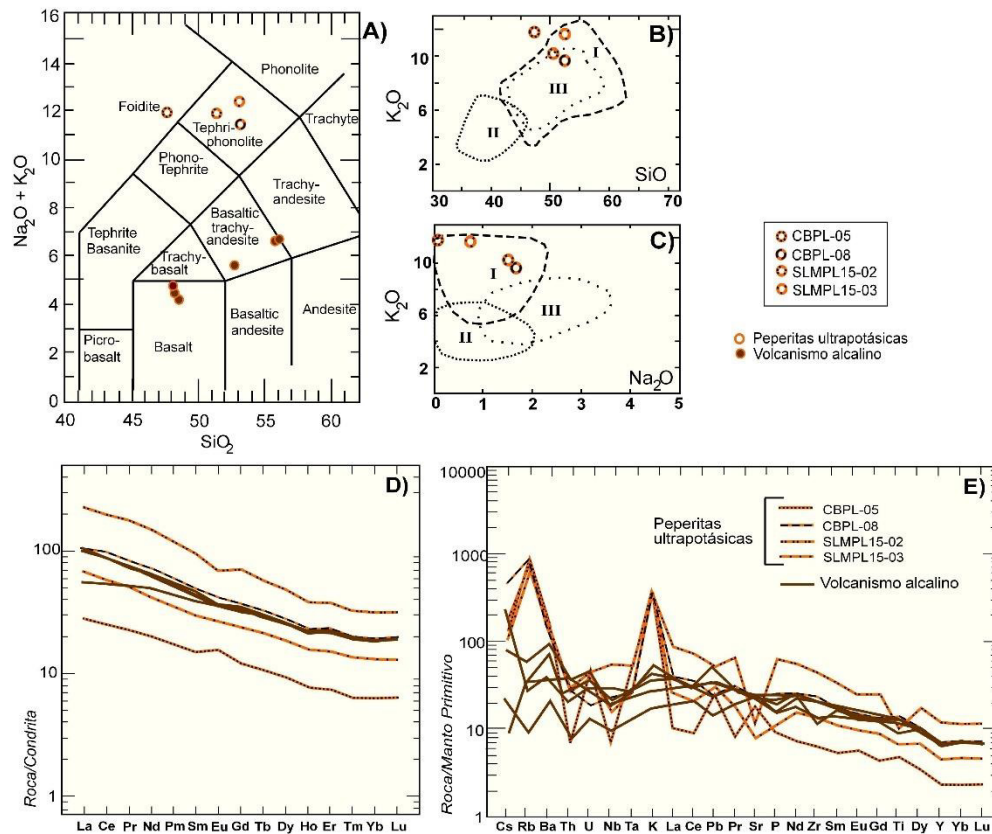 A)
16
14
12
10
8
6
4
2
0
Na₂O + K₂O
40
45
50
55
60
SiO₂
Phonolite
Foidite
Tephri-
phonolite
Trachyte
Phono-
Tephrite
Trachy-
andesite
Basaltic
trachy-
andesite
Tephrite
Basanite
Trachy-
basalt
Basaltic
andesite
Andesite
Picro-
basalt
Basalt
B)
10
6
2
K₂O
I
III
II
SiO
30
40
50
60
72
C)
10
6
2
K₂O
I
III
II
Na₂O
0
1
2
3
4
5
CBPL-05
CBPL-08
SLMPL15-02
SLMPL15-03
Peperitas ultrapotásicas
Volcanismo alcalino
D)
100
10
1
Roca/Condrita
La Ce Pr Nd Pm Sm Eu Gd Tb Dy Ho Er Tm Yb Lu
E)
10000
1000
100
10
1
Roca/Manto Primitivo
Peperitas
ultrapotásicas
CBPL-05
CBPL-08
SLMPL15-02
SLMPL15-03
Volcanismo alcalino
Cs Rb Ba Th U Nb Ta K La Ce Pb Pr Sr P Nd Zr Sm Eu Gd Ti Dy Y Yb Lu